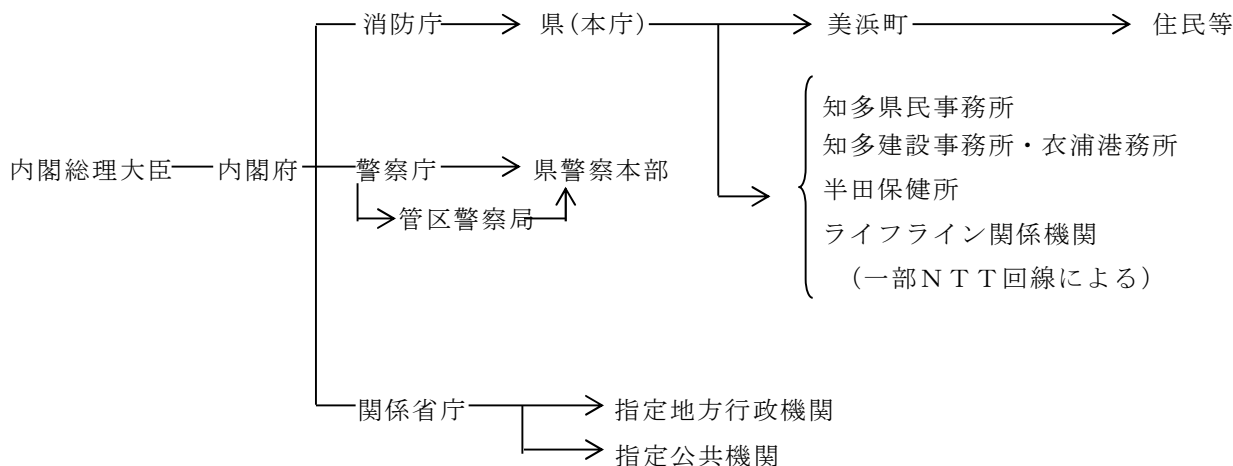 消防庁 県(本庁) 美浜町 住民等
知多県民事務所
知多建設事務所・衣浦港務所
内閣総理大臣 内閣府 警察庁 県警察本部
半田保健所
管区警察局
ライフライン関係機関
(一部NTT回線による)
関係省庁 指定地方行政機関
指定公共機関